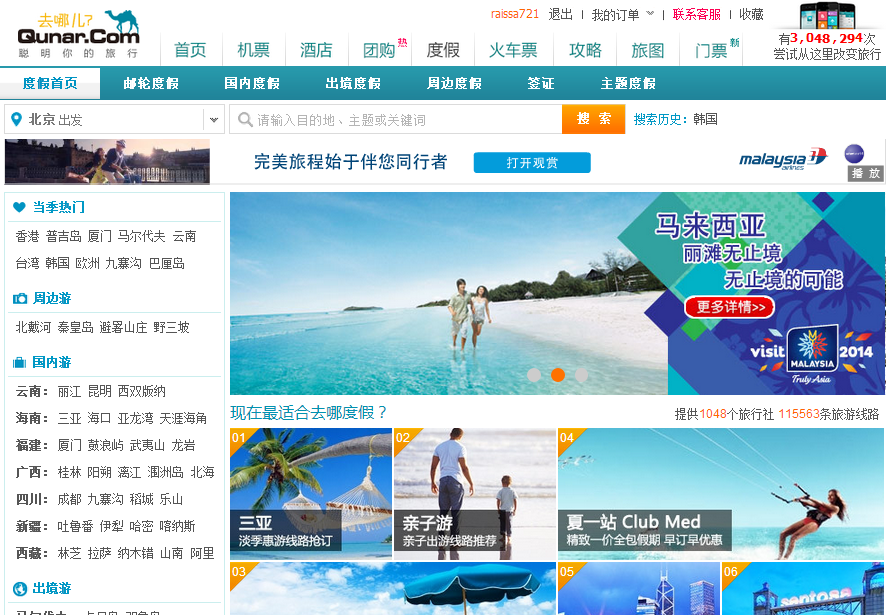 去哪儿?
Qunar.Com
聪明你的旅行
raissa721 退出 | 我的订单 | 联系客服 | 收藏
有3,048,294次
尝试从这里改变旅行
首页 机票 酒店 团购 热 度假 火车票 攻略 旅图 门票 新
度假首页 邮轮度假 国内度假 出境度假 周边度假 签证 主题度假
北京 出发
请输入目的地、主题或关键词
搜 索
搜索历史: 韩国
完美旅程始于伴您同行者
打开观赏
malaysia
airlines
播 放
当季热门
香港 普吉岛 厦门 马尔代夫 云南
台湾 韩国 欧洲 九寨沟 巴厘岛
周边游
北戴河 秦皇岛 避暑山庄 野三坡
国内游
云南: 丽江 昆明 西双版纳
海南: 三亚 海口 亚龙湾 天涯海角
福建: 厦门 鼓浪屿 武夷山 龙岩
广西: 桂林 阳朔 漓江 涠洲岛 北海
四川: 成都 九寨沟 稻城 乐山
新疆: 吐鲁番 伊犁 哈密 喀纳斯
西藏: 林芝 拉萨 纳木错 山南 阿里
出境游
马来西亚
丽滩无止境
无止境的可能
更多详情>>
visit
MALAYSIA
2014
Truly Asia
现在最适合去哪度假？
提供1048个旅行社 115563条旅游线路
01
三亚
淡季惠游线路抢订
02
亲子游
亲子出游线路推荐
04
夏一站 Club Med
精致一价全包假期 早订早优惠
03
05
06
sentosa